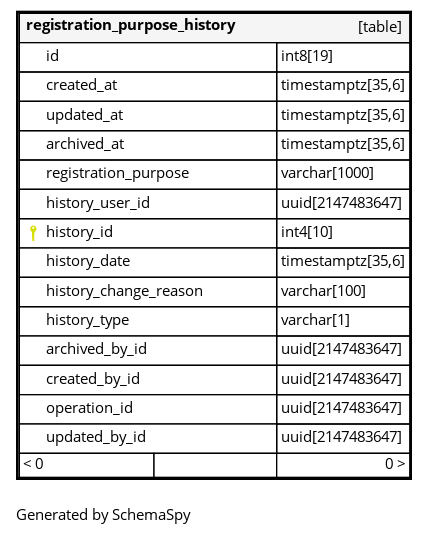 registration_purpose_history [table]
id int8[19]
created_at timestamptz[35,6]
updated_at timestamptz[35,6]
archived_at timestamptz[35,6]
registration_purpose varchar[1000]
history_user_id uuid[2147483647]
history_id int4[10]
history_date timestamptz[35,6]
history_change_reason varchar[100]
history_type varchar[1]
archived_by_id uuid[2147483647]
created_by_id uuid[2147483647]
operation_id uuid[2147483647]
updated_by_id uuid[2147483647]
< 0 0 >
Generated by SchemaSpy